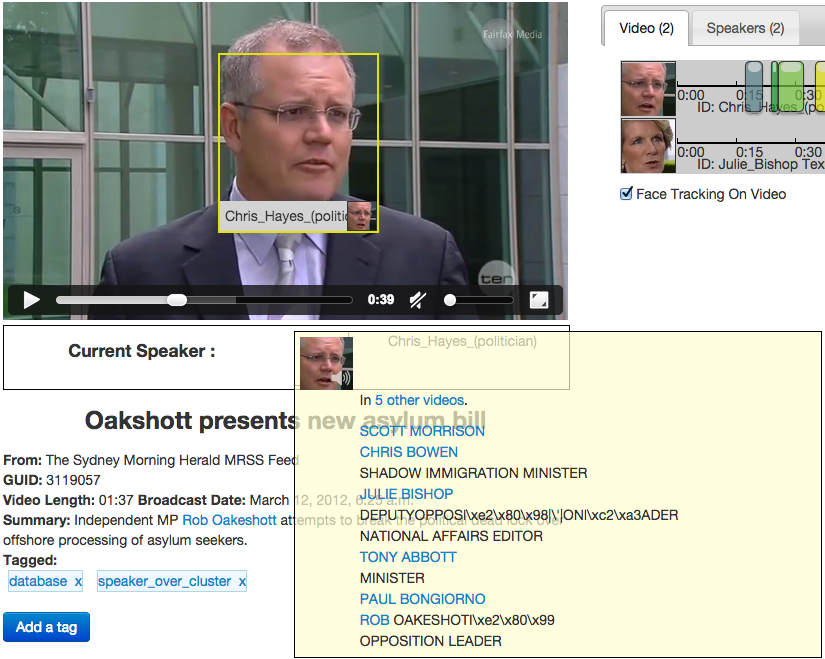 Fairfax Media
Video (2)
Speakers (2)
0:00 0:15 0:30
ID: Chris_Hayes_(po
0:00 0:15 0:30
ID: Julie_Bishop Tex
Face Tracking On Video
Chris_Hayes_(politic
ten
0:39
Current Speaker :
Chris_Hayes_(politician)
In 5 other videos.
Oakshott presents new asylum bill
SCOTT MORRISON
CHRIS BOWEN
From: The Sydney Morning Herald MRSS Feed
SHADOW IMMIGRATION MINISTER
GUID: 3119057
JULIE BISHOP
Video Length: 01:37 Broadcast Date: March 12, 2012, 6:25 a.m.
DEPUTYOPPOS|\xe2\x80\x98|\'|ONI\xc2\xa3ADER
Summary: Independent MP Rob Oakeshott attempts to break the political dead lock over
offshore processing of asylum seekers.
NATIONAL AFFAIRS EDITOR
Tagged:
TONY ABBOTT
database x speaker_over_cluster x
MINISTER
PAUL BONGIORNO
Add a tag
ROB OAKESHOTI\xe2\x80\x99
OPPOSITION LEADER